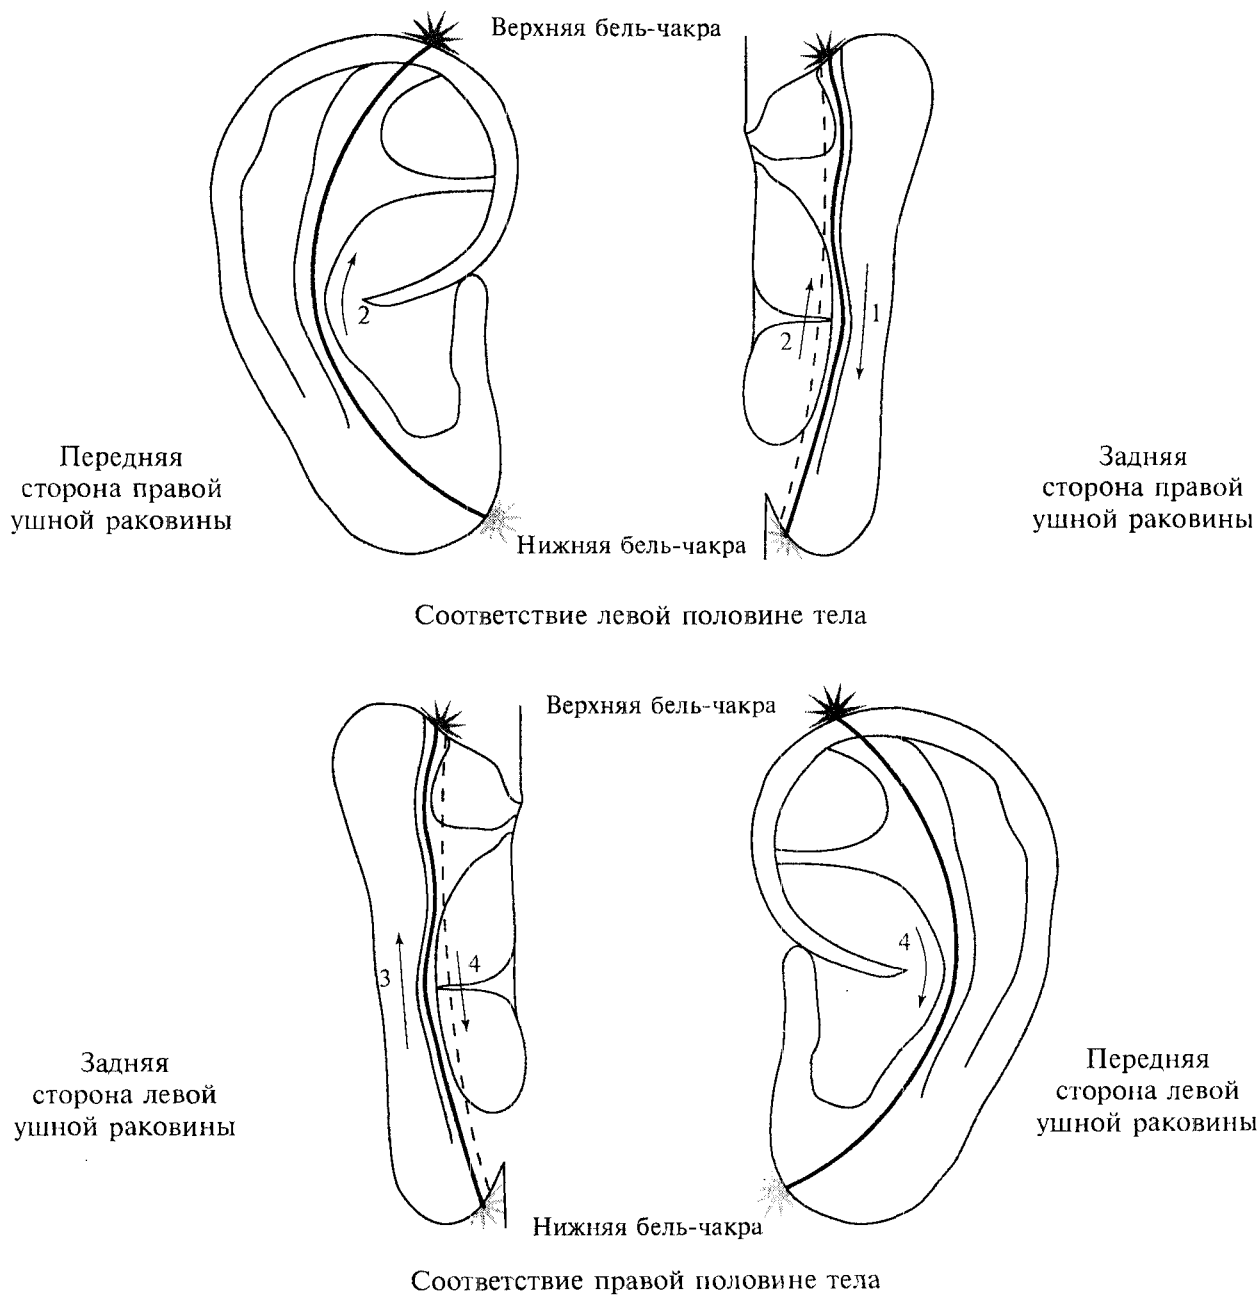 Верхняя бель-чакра
2
2
1
Передняя
сторона правой
ушной раковины
Задняя
сторона правой
ушной раковины
Нижняя бель-чакра
Соответствие левой половине тела
Верхняя бель-чакра
3
4
4
Задняя
сторона левой
ушной раковины
Передняя
сторона левой
ушной раковины
Нижняя бель-чакра
Соответствие правой половине тела